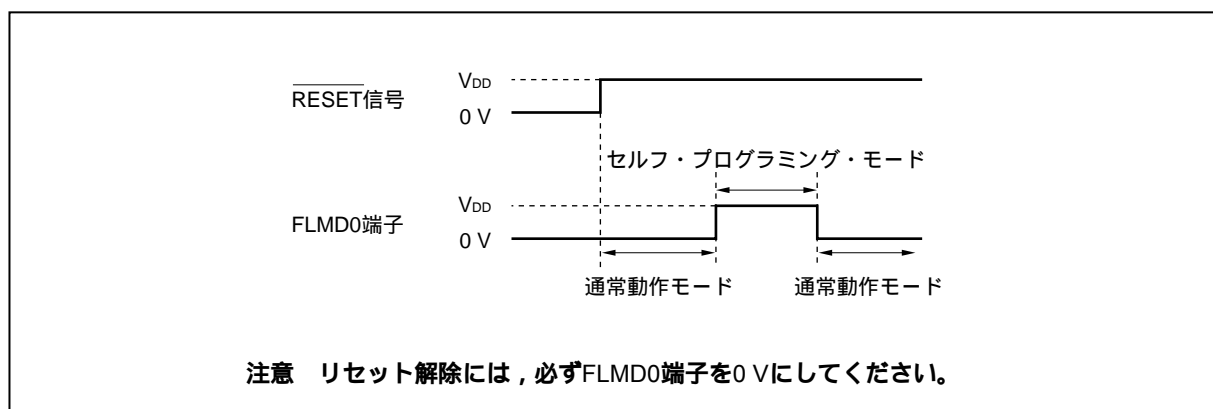 RESET信号
VDD
0 V
セルフ・プログラミング・モード
FLMD0端子
VDD
0 V
通常動作モード 通常動作モード
注意　リセット解除には，必ずFLMD0端子を0 Vにしてください。